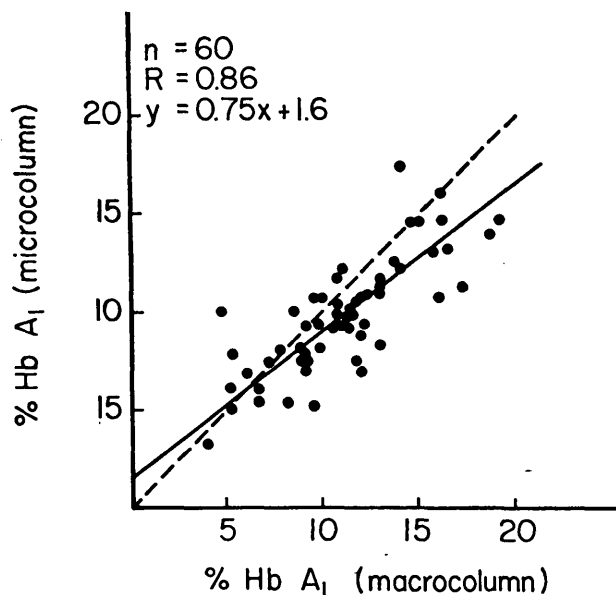 n = 60
R = 0.86
y = 0.75x+1.6
20
15
10
15
% Hb A₁ (microcolumn)
5 10 15 20
% Hb A₁ (macrocolumn)